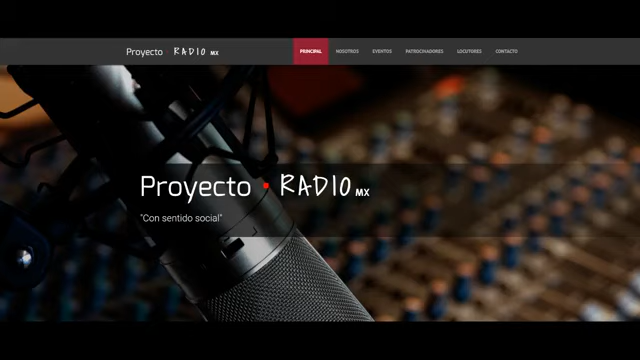 Proyecto · RADIO MX
PRINCIPAL NOSOTROS EVENTOS PATROCINADORES LOCUTORES CONTACTO
Proyecto · RADIO MX
"Con sentido social"